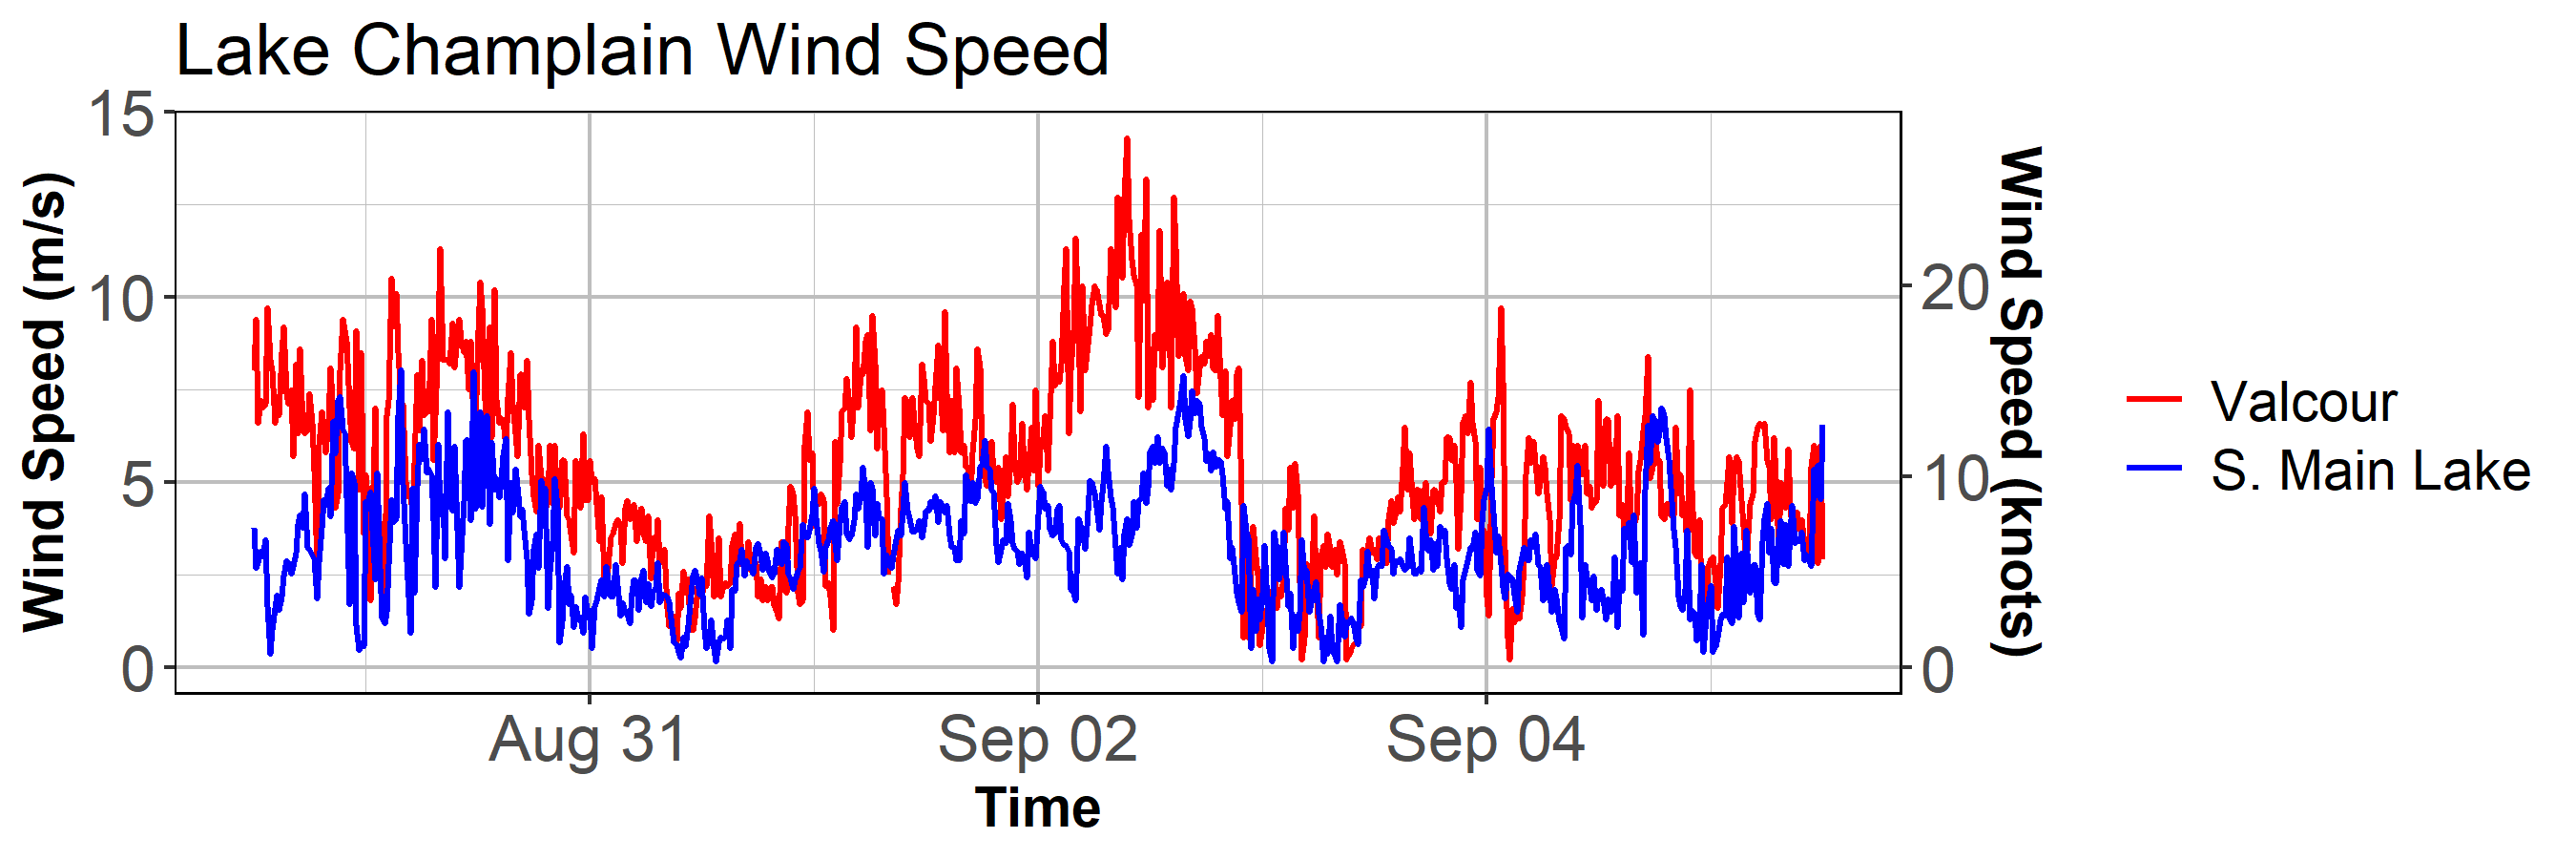 Lake Champlain Wind Speed
15
10
5
0
Wind Speed (m/s)
20
10
0
Wind Speed (knots)
Aug 31
Sep 02
Sep 04
Time
Valcour
S. Main Lake